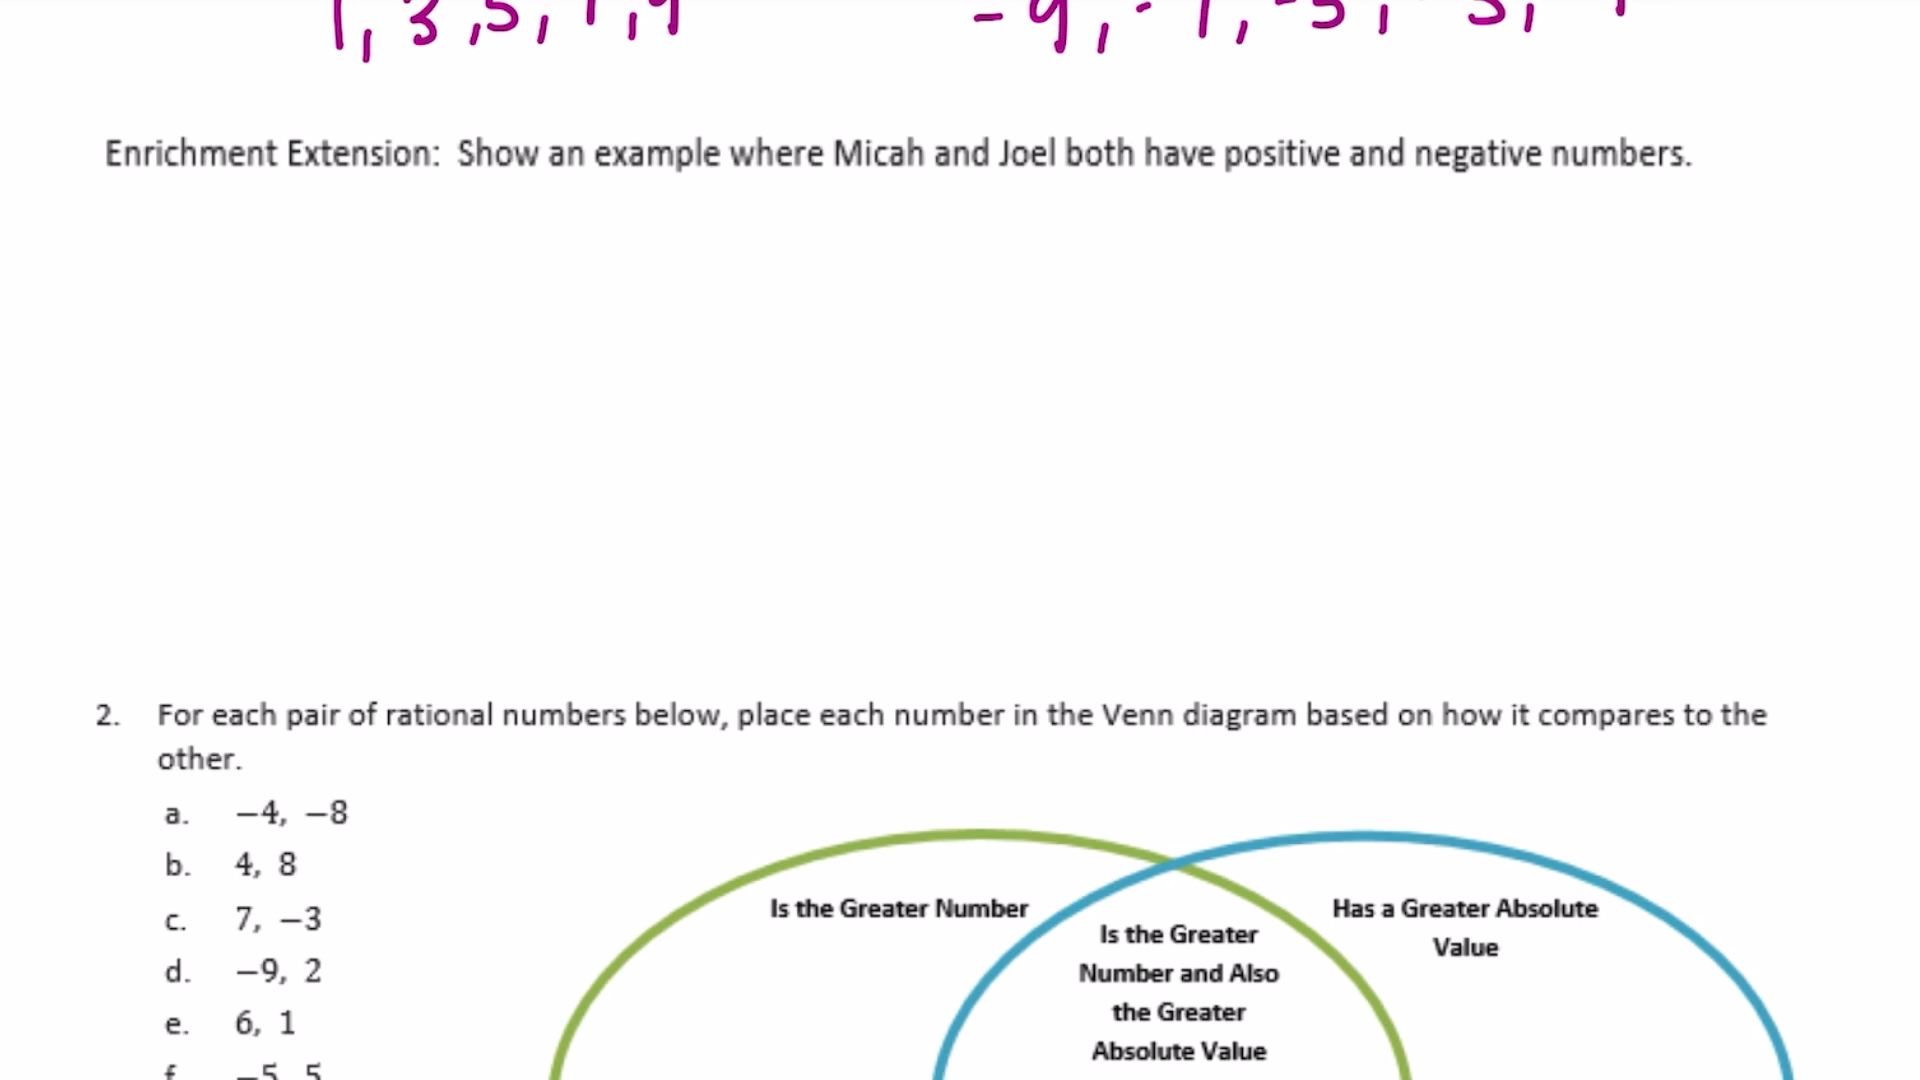 1, 3, 5, 7, 9 -9, -7, -5, -3, -1
Enrichment Extension: Show an example where Micah and Joel both have positive and negative numbers.
2. For each pair of rational numbers below, place each number in the Venn diagram based on how it compares to the
other.
a. −4, −8
b. 4, 8
c. 7, −3
d. −9, 2
e. 6, 1
f. −5, 5
Is the Greater Number
Is the Greater
Number and Also
the Greater
Absolute Value
Has a Greater Absolute
Value